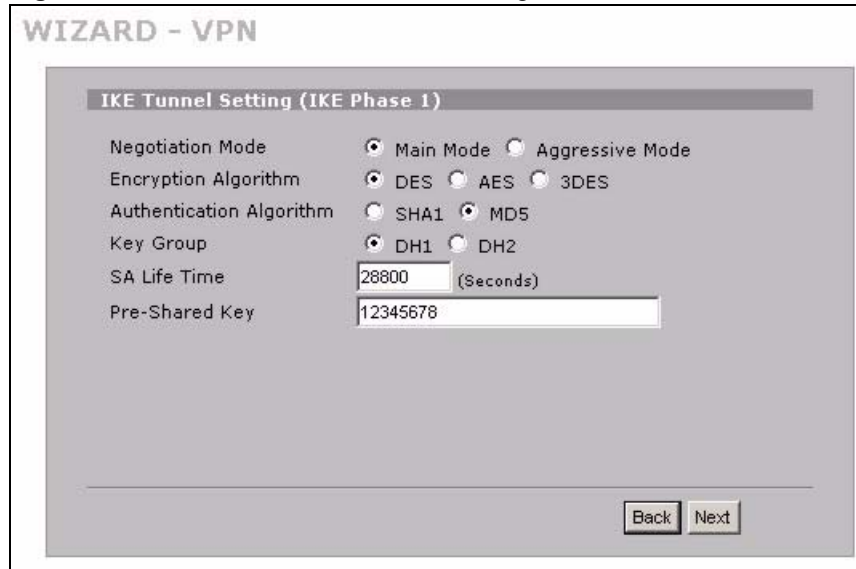 WIZARD - VPN
IKE Tunnel Setting (IKE Phase 1)
Negotiation Mode Main Mode Aggressive Mode
Encryption Algorithm DES AES 3DES
Authentication Algorithm SHA1 MD5
Key Group DH1 DH2
SA Life Time 28800 (Seconds)
Pre-Shared Key 12345678
Back Next